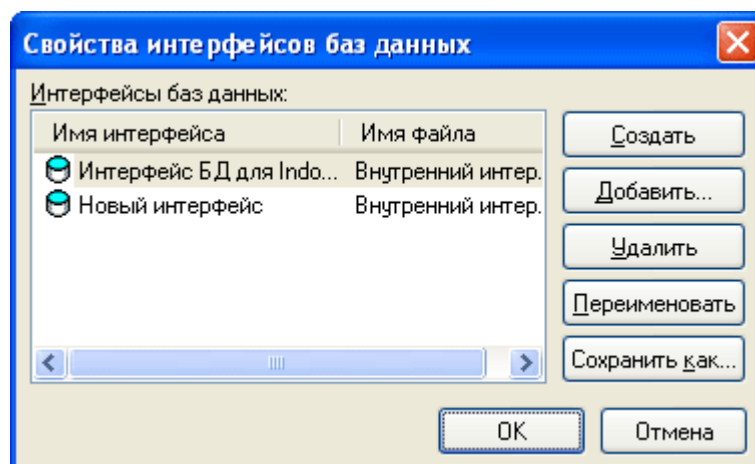 Свойства интерфейсов баз данных
Интерфейсы баз данных:
Имя интерфейса Имя файла
Интерфейс БД для Indo... Внутренний интер.
Новый интерфейс Внутренний интер.
Создать
Добавить...
Удалить
Переименовать
Сохранить как...
OK Отмена